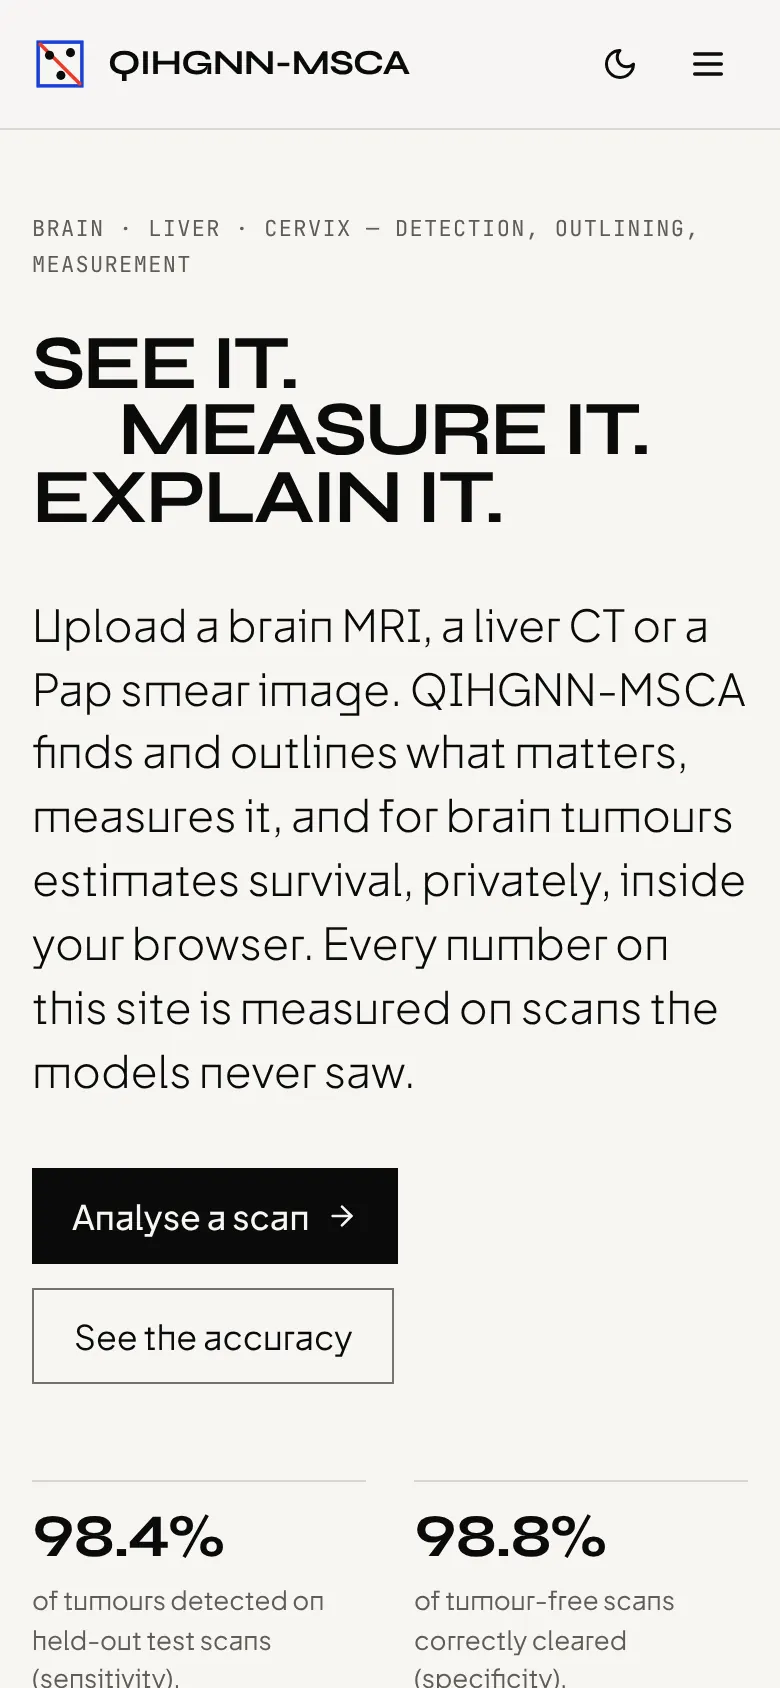 QIHGNN-MSCA
BRAIN · LIVER · CERVIX — DETECTION, OUTLINING,
MEASUREMENT
SEE IT.
MEASURE IT.
EXPLAIN IT.
Upload a brain MRI, a liver CT or a
Pap smear image. QIHGNN-MSCA
finds and outlines what matters,
measures it, and for brain tumours
estimates survival, privately, inside
your browser. Every number on
this site is measured on scans the
models never saw.
Analyse a scan →
See the accuracy
98.4%
of tumours detected on
held-out test scans
(sensitivity).
98.8%
of tumour-free scans
correctly cleared
(specificity).